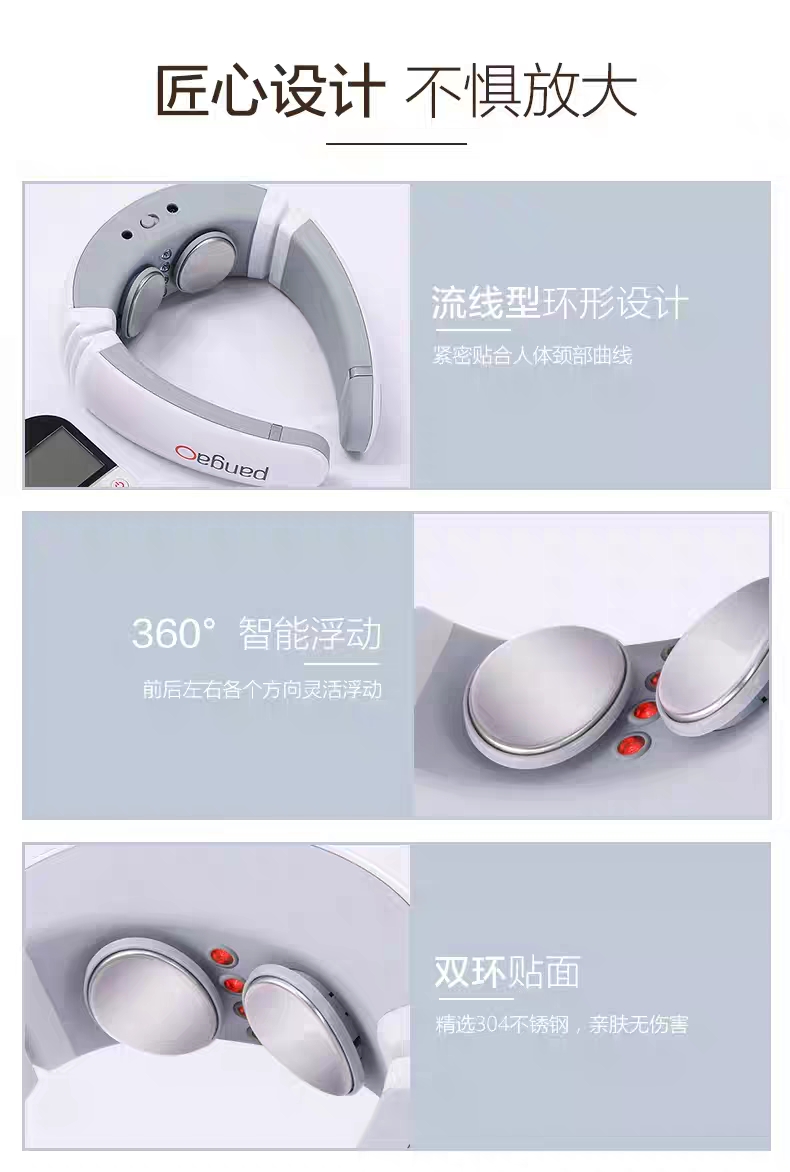 匠心设计 不惧放大
流线型环形设计
紧密贴合人体颈部曲线
pangao
360° 智能浮动
前后左右各个方向灵活浮动
双环贴面
精选304不锈钢，亲肤无伤害